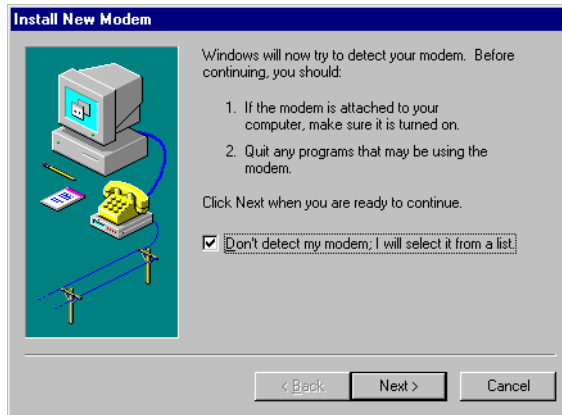 Install New Modem
Windows will now try to detect your modem. Before
continuing, you should:
1. If the modem is attached to your
computer, make sure it is turned on.
2. Quit any programs that may be using the
modem.
Click Next when you are ready to continue.
Don't detect my modem; I will select it from a list.
< Back
Next >
Cancel